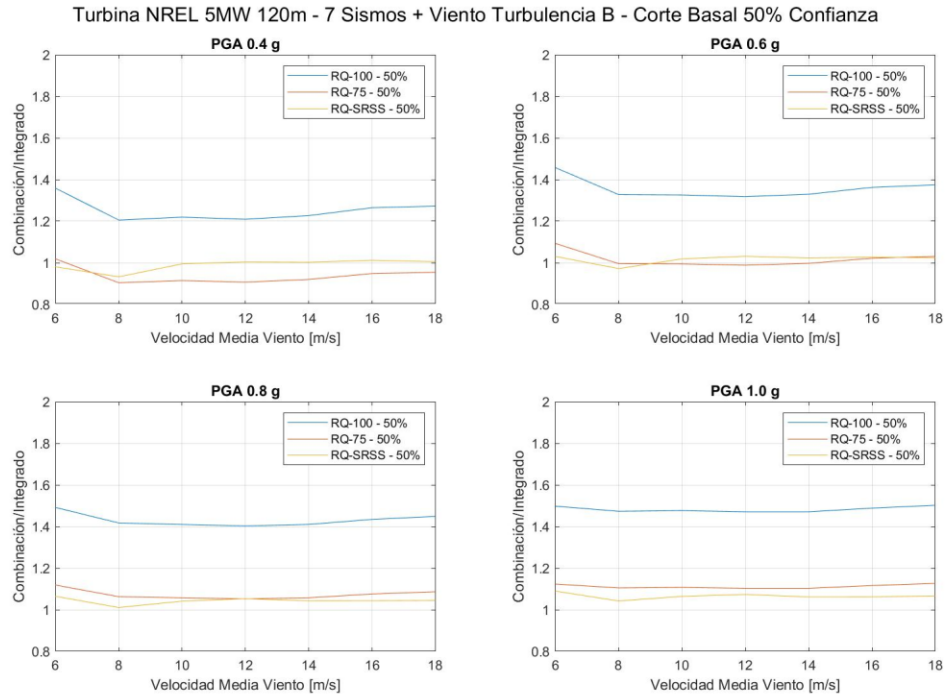 Turbina NREL 5MW 120m - 7 Sismos + Viento Turbulencia B - Corte Basal 50% Confianza
PGA 0.4 g
2
1.8
1.6
1.4
1.2
1
0.8
Combinación/Integrado
RQ-100 - 50%
RQ-75 - 50%
RQ-SRSS - 50%
6 8 10 12 14 16 18
Velocidad Media Viento [m/s]
PGA 0.6 g
2
1.8
1.6
1.4
1.2
1
0.8
Combinación/Integrado
RQ-100 - 50%
RQ-75 - 50%
RQ-SRSS - 50%
6 8 10 12 14 16 18
Velocidad Media Viento [m/s]
PGA 0.8 g
2
1.8
1.6
1.4
1.2
1
0.8
Combinación/Integrado
RQ-100 - 50%
RQ-75 - 50%
RQ-SRSS - 50%
6 8 10 12 14 16 18
Velocidad Media Viento [m/s]
PGA 1.0 g
2
1.8
1.6
1.4
1.2
1
0.8
Combinación/Integrado
RQ-100 - 50%
RQ-75 - 50%
RQ-SRSS - 50%
6 8 10 12 14 16 18
Velocidad Media Viento [m/s]